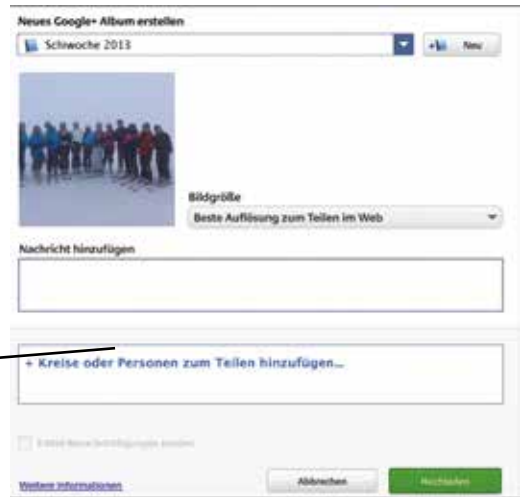 Neues Google+ Album erstellen
Schiwoche 2013
Neu
Bildgröße
Beste Auflösung zum Teilen im Web
Nachricht hinzufügen
+ Kreise oder Personen zum Teilen hinzufügen...
Weitere Informationen
Abbrechen
Hochladen